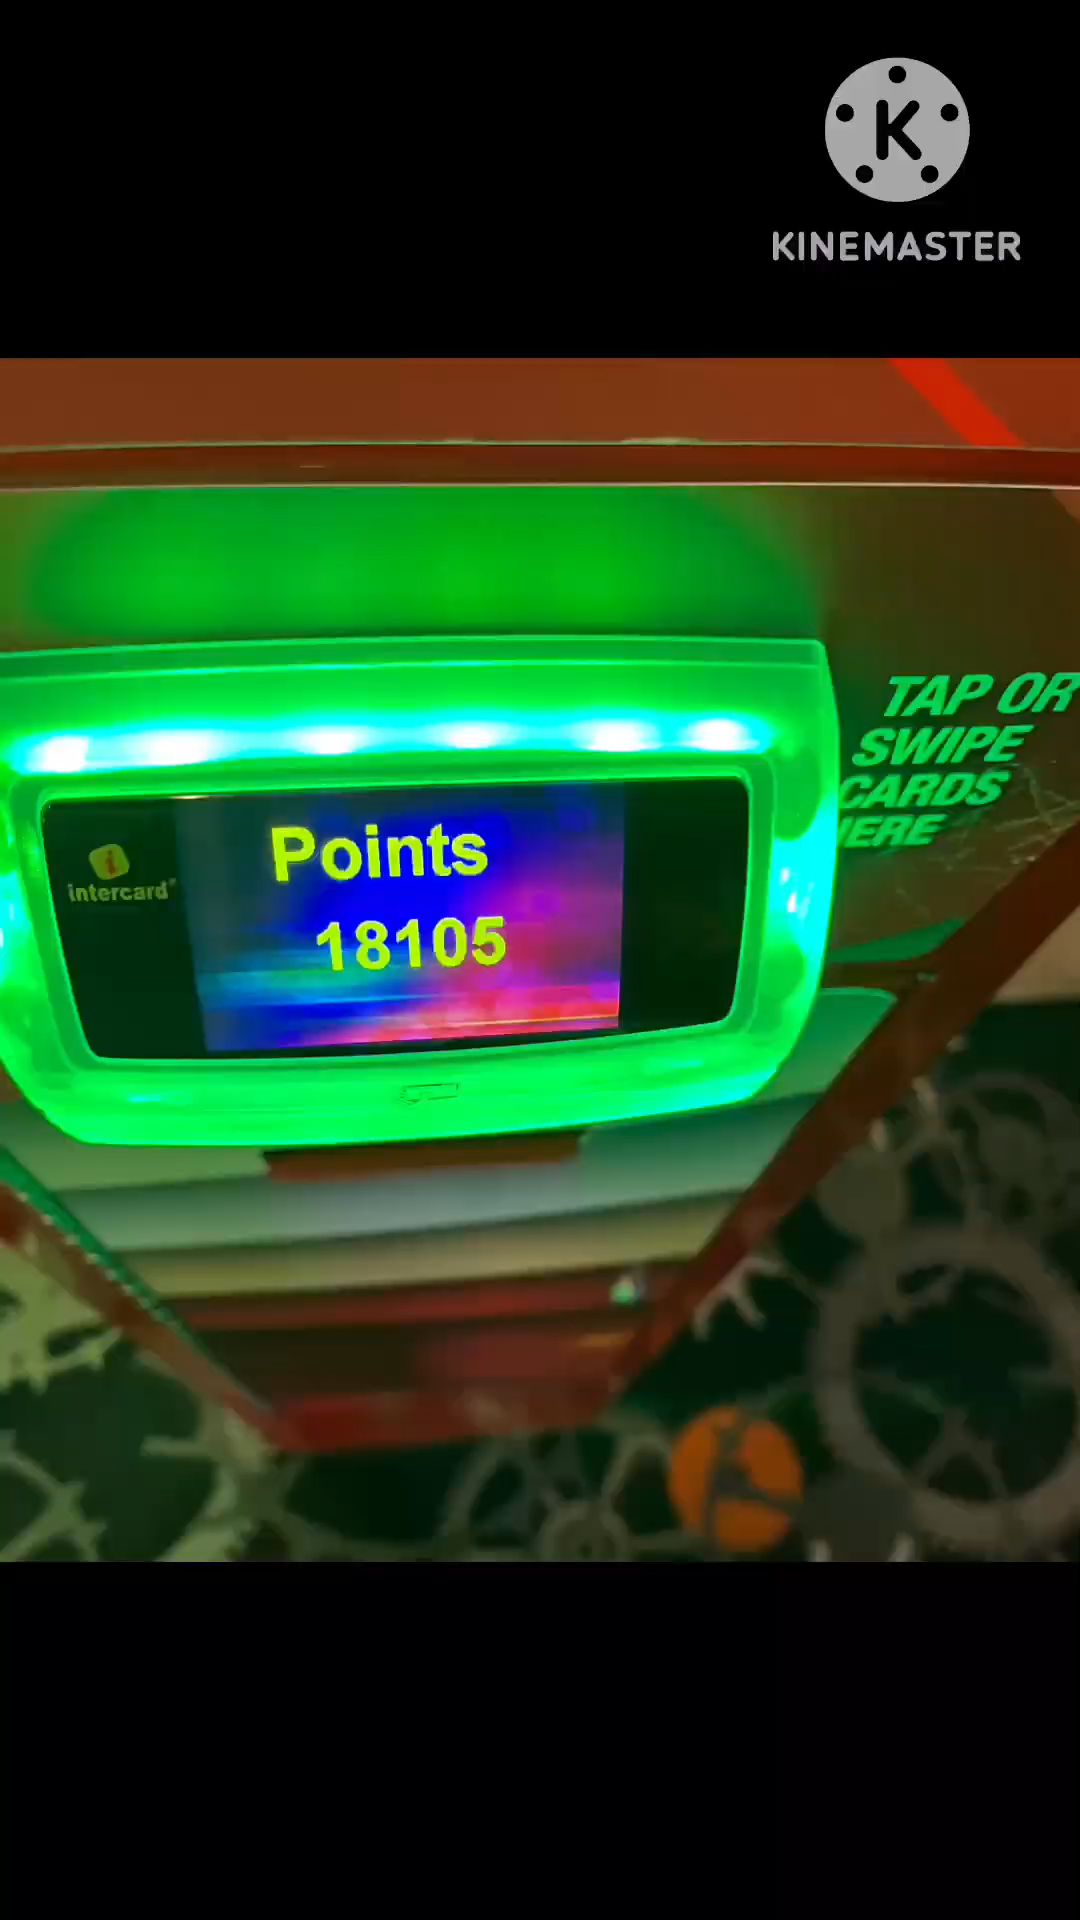 K
KINEMASTER
TAP OR
SWIPE
CARDS
HERE
Points
18105
intercard